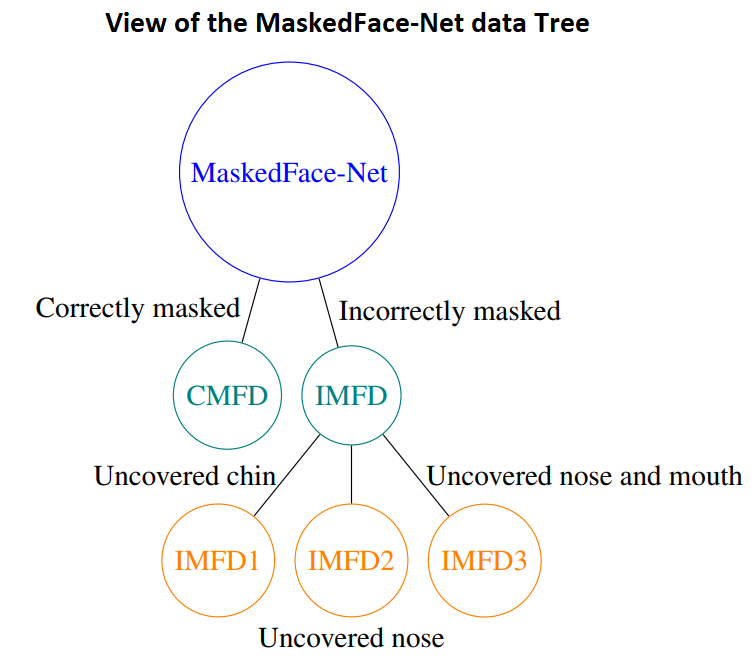 View of the MaskedFace-Net data Tree
MaskedFace-Net
Correctly masked
Incorrectly masked
CMFD
IMFD
Uncovered chin
Uncovered nose and mouth
IMFD1
IMFD2
IMFD3
Uncovered nose